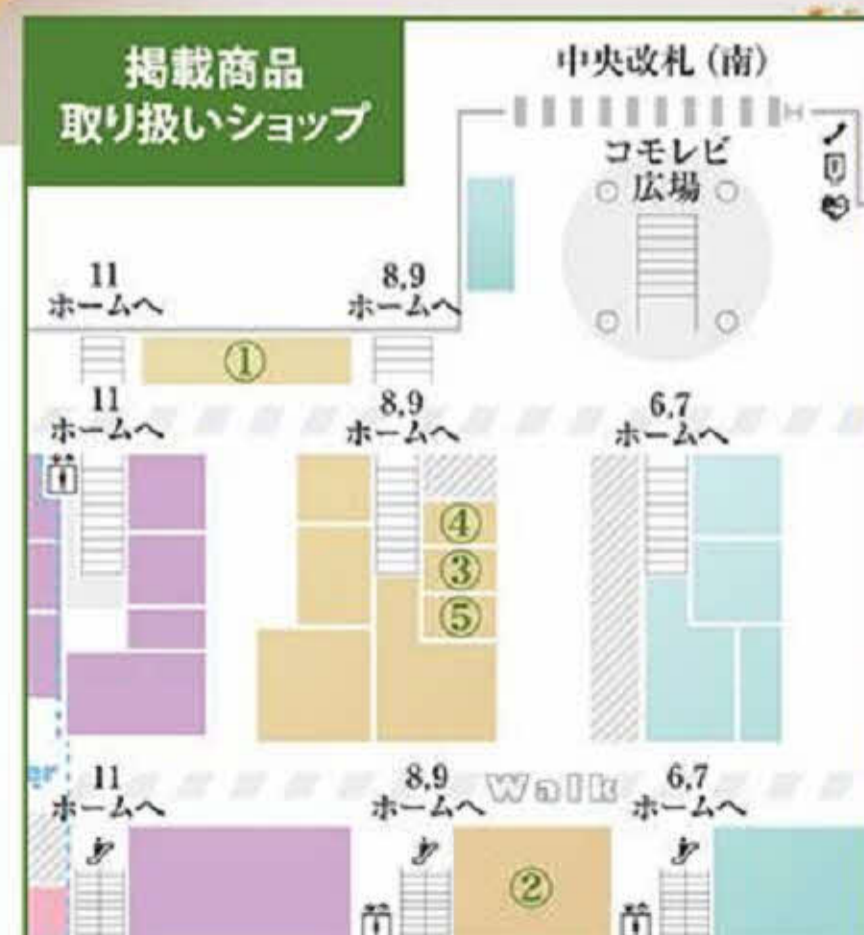 掲載商品
取り扱いショップ
中央改札（南）
コモレビ
広場
11
ホームへ
8,9
ホームへ
①
11
ホームへ
8,9
ホームへ
6,7
ホームへ
④
③
⑤
er
11
ホームへ
8,9
ホームへ
Walk
6,7
ホームへ
②